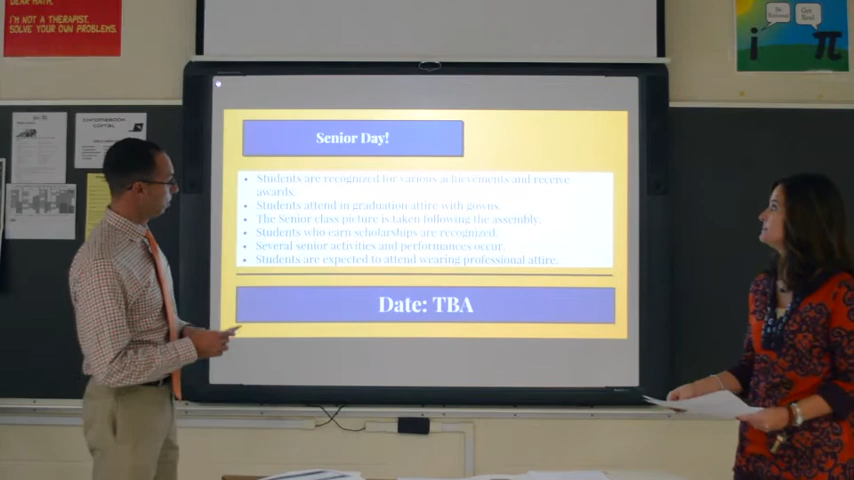 DEAR MATH,
I'M NOT A THERAPIST.
SOLVE YOUR OWN PROBLEMS.
Be Rational
Get Real
i
π
CHROMEBOOK
Senior Day!
Students are recognized for various achievements and receive
awards.
Students attend in graduation attire with gowns.
The Senior class picture is taken following the assembly.
Students who earn scholarships are recognized.
Several senior activities and performances occur.
Students are expected to attend wearing professional attire.
Date: TBA